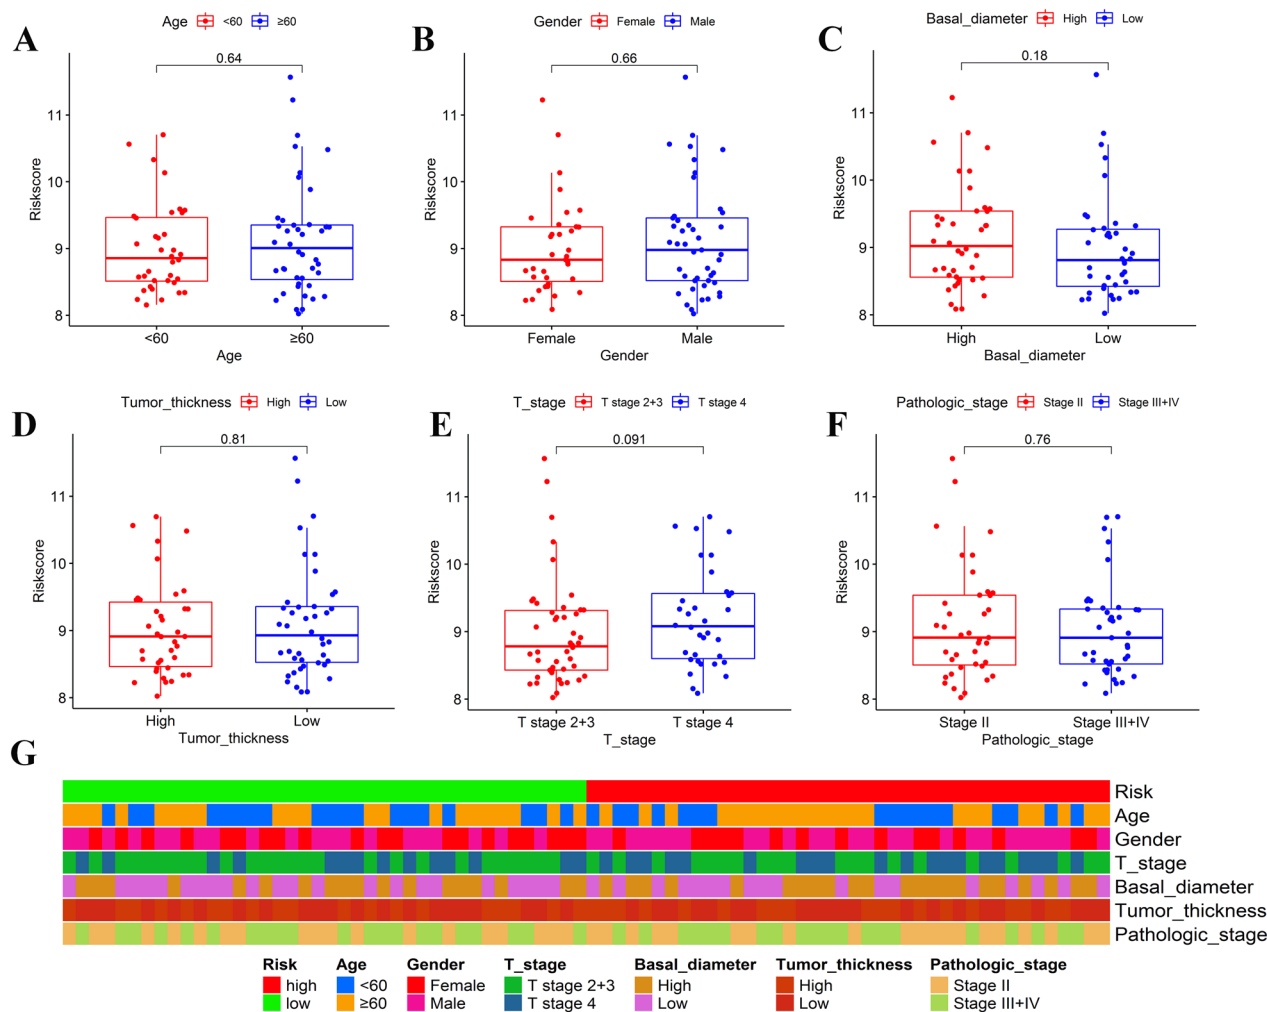 A
Age <60 ≥60
0.64
Riskscore
11
10
9
8
<60 ≥60
Age
B
Gender Female Male
0.66
Riskscore
11
10
9
8
Female Male
Gender
C
Basal_diameter High Low
0.18
Riskscore
11
10
9
8
High Low
Basal_diameter
D
Tumor_thickness High Low
0.81
Riskscore
11
10
9
8
High Low
Tumor_thickness
E
T_stage T stage 2+3 T stage 4
0.091
Riskscore
11
10
9
8
T stage 2+3 T stage 4
T_stage
F
Pathologic_stage Stage II Stage III+IV
0.76
Riskscore
11
10
9
8
Stage II Stage III+IV
Pathologic_stage
G
Risk
Age
Gender
T_stage
Basal_diameter
Tumor_thickness
Pathologic_stage
Risk Age Gender T_stage Basal_diameter Tumor_thickness Pathologic_stage
high <60 Female T stage 2+3 High High Stage II
low ≥60 Male T stage 4 Low Low Stage III+IV